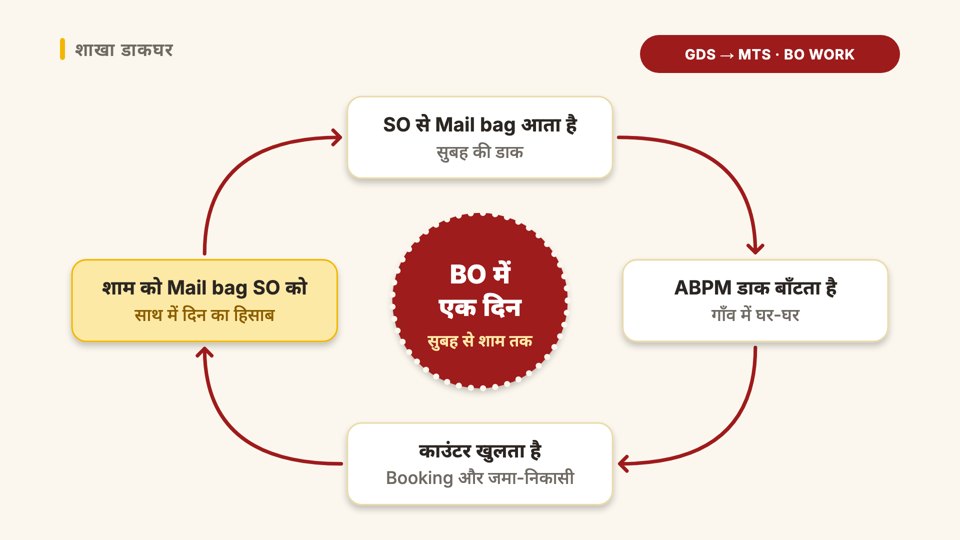 शाखा डाकघर
GDS → MTS · BO WORK
SO से Mail bag आता है
सुबह की डाक
शाम को Mail bag SO को
साथ में दिन का हिसाब
BO में
एक दिन
सुबह से शाम तक
ABPM डाक बाँटता है
गाँव में घर-घर
काउंटर खुलता है
Booking और जमा-निकासी